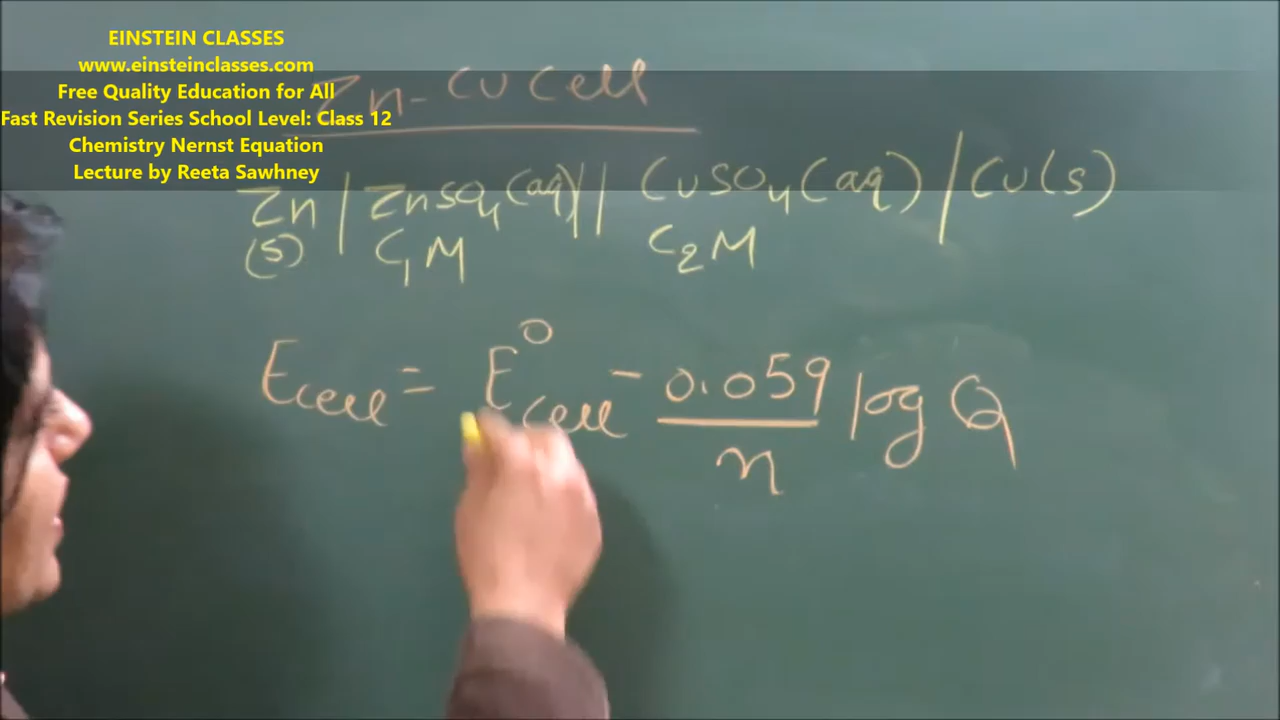 EINSTEIN CLASSES
www.einsteinclasses.com
Free Quality Education for All
Fast Revision Series School Level: Class 12
Chemistry Nernst Equation
Lecture by Reeta Sawhney
Zn-Cu Cell
Zn | ZnSO₄(aq) || CuSO₄(aq) | Cu(s)
(s) C₁M C₂M
Ecell = E⁰cell - 0.059/n log Q